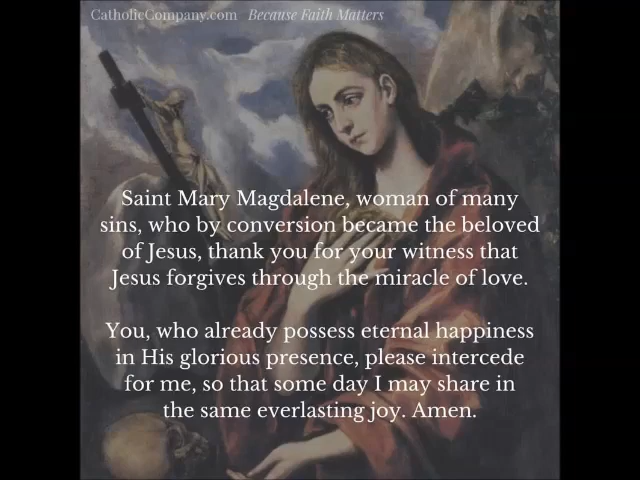 CatholicCompany.com Because Faith Matters
Saint Mary Magdalene, woman of many
sins, who by conversion became the beloved
of Jesus, thank you for your witness that
Jesus forgives through the miracle of love.
You, who already possess eternal happiness
in His glorious presence, please intercede
for me, so that some day I may share in
the same everlasting joy. Amen.